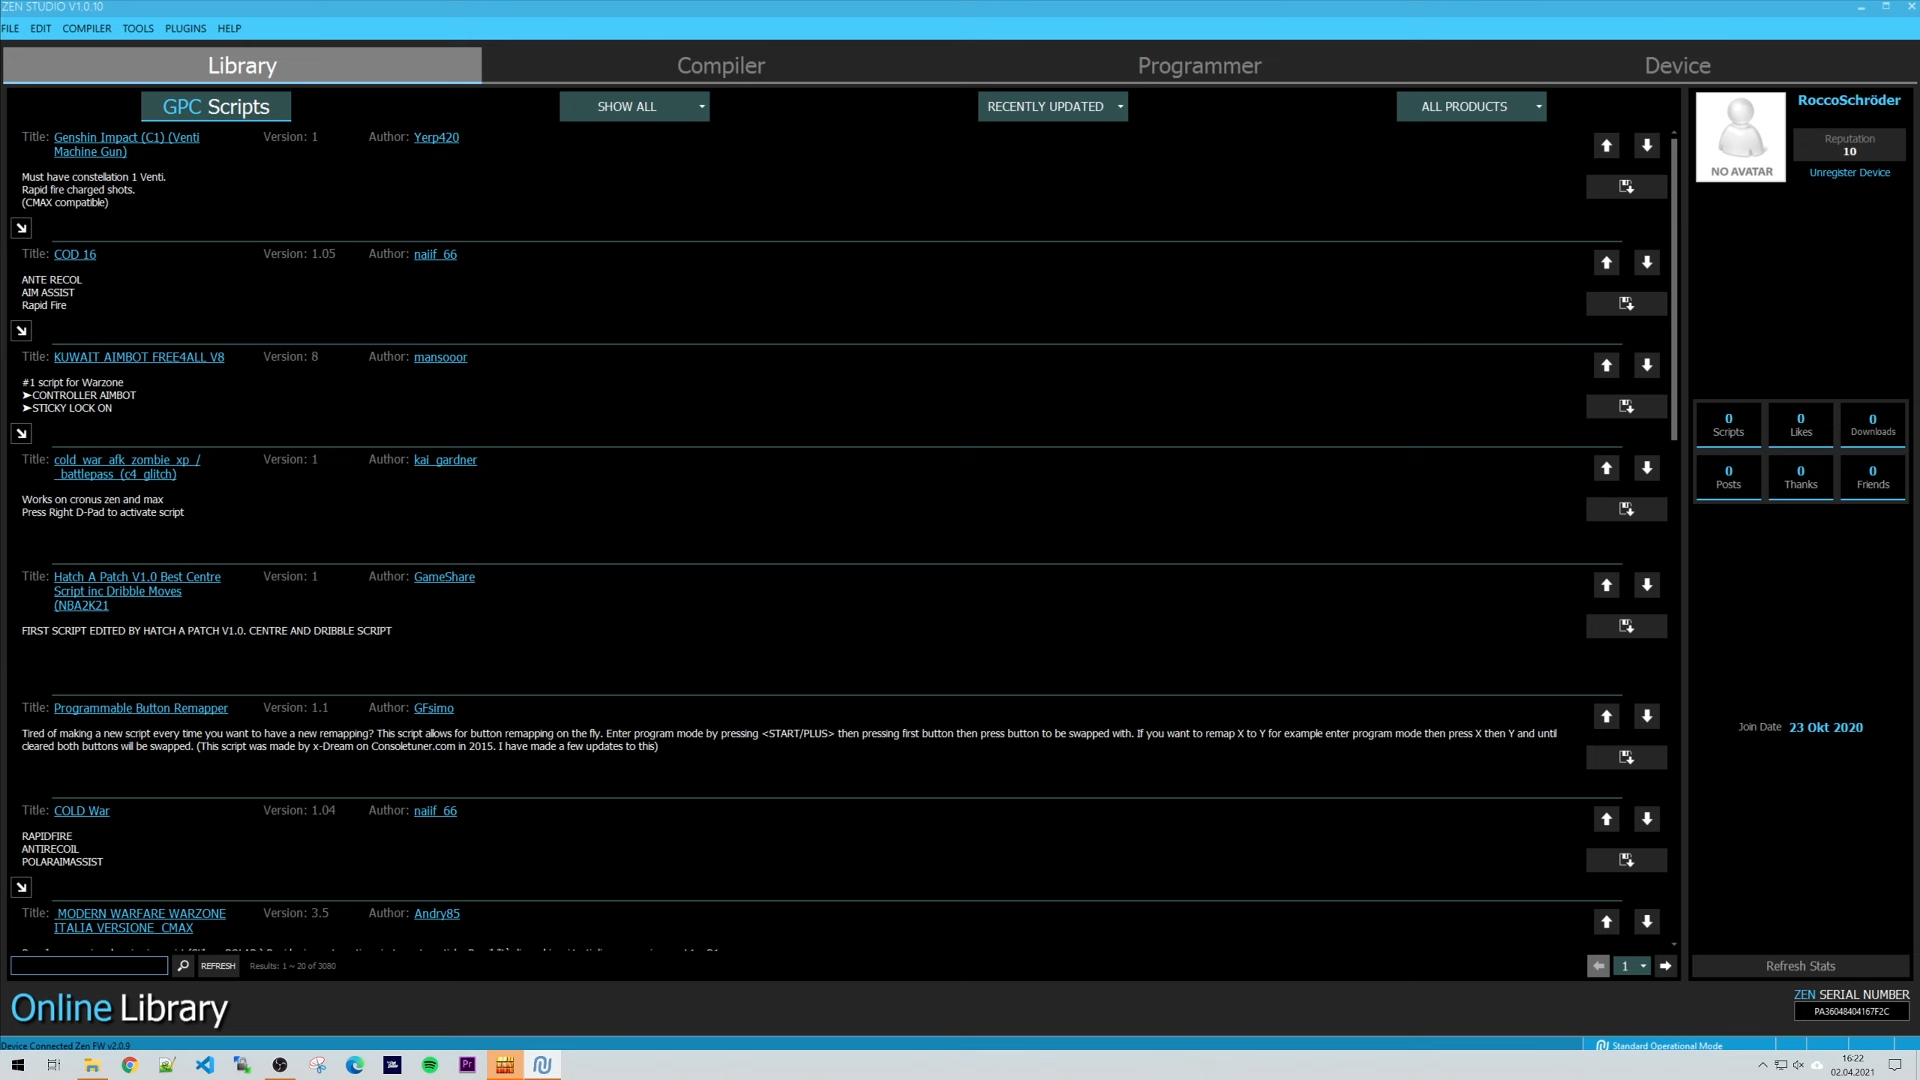 ZEN STUDIO V1.0.10
FILE EDIT COMPILER TOOLS PLUGINS HELP
Library Compiler Programmer Device
GPC Scripts SHOW ALL RECENTLY UPDATED ALL PRODUCTS
Title: Genshin Impact (C1) (Venti Version: 1 Author: Yerp420
Machine Gun)
Must have constellation 1 Venti.
Rapid fire charged shots.
(CMAX compatible)
Title: COD 16 Version: 1.05 Author: naiif_66
ANTE RECOL
AIM ASSIST
Rapid Fire
Title: KUWAIT AIMBOT FREE4ALL V8 Version: 8 Author: mansooor
#1 script for Warzone
➤CONTROLLER AIMBOT
➤STICKY LOCK ON
Title: cold_war_afk_zombie_xp_/ Version: 1 Author: kai_gardner
_battlepass_(c4_glitch)
Works on cronus zen and max
Press Right D-Pad to activate script
Title: Hatch A Patch V1.0 Best Centre Version: 1 Author: GameShare
Script inc Dribble Moves
(NBA2K21
FIRST SCRIPT EDITED BY HATCH A PATCH V1.0. CENTRE AND DRIBBLE SCRIPT
Title: Programmable Button Remapper Version: 1.1 Author: GFsimo
Tired of making a new script every time you want to have a new remapping? This script allows for button remapping on the fly. Enter program mode by pressing <START/PLUS> then pressing first button then press button to be swapped with. If you want to remap X to Y for example enter program mode then press X then Y and until
cleared both buttons will be swapped. (This script was made by x-Dream on Consoletuner.com in 2015. I have made a few updates to this)
Title: COLD War Version: 1.04 Author: naiif_66
RAPIDFIRE
ANTIRECOIL
POLARAIMASSIST
Title: MODERN WARFARE WARZONE Version: 3.5 Author: Andry85
ITALIA VERSIONE CMAX
REFRESH Results: 1 ~ 20 of 3080
1
Online Library
RoccoSchröder
NO AVATAR
Reputation
10
Unregister Device
0 0 0
Scripts Likes Downloads
0 0 0
Posts Thanks Friends
Join Date 23 Okt 2020
Refresh Stats
ZEN SERIAL NUMBER
PA36048404167F2C
Device Connected Zen FW v2.0.9
Standard Operational Mode
Pr
16:22
02.04.2021